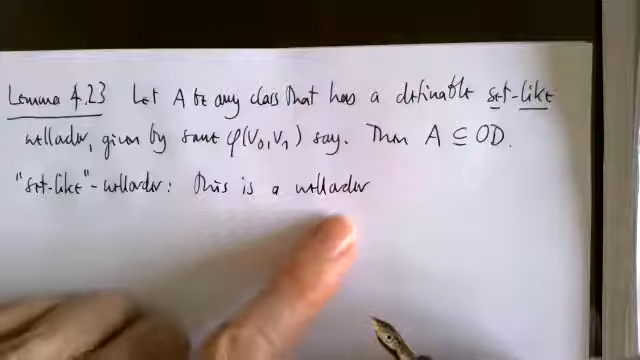 Lemma 4.23 Let A be any class that has a definable set-like
wellorder, given by some φ(v₀,v₁) say. Then A ⊆ OD.
"set-like"-wellorder: This is a wellorder